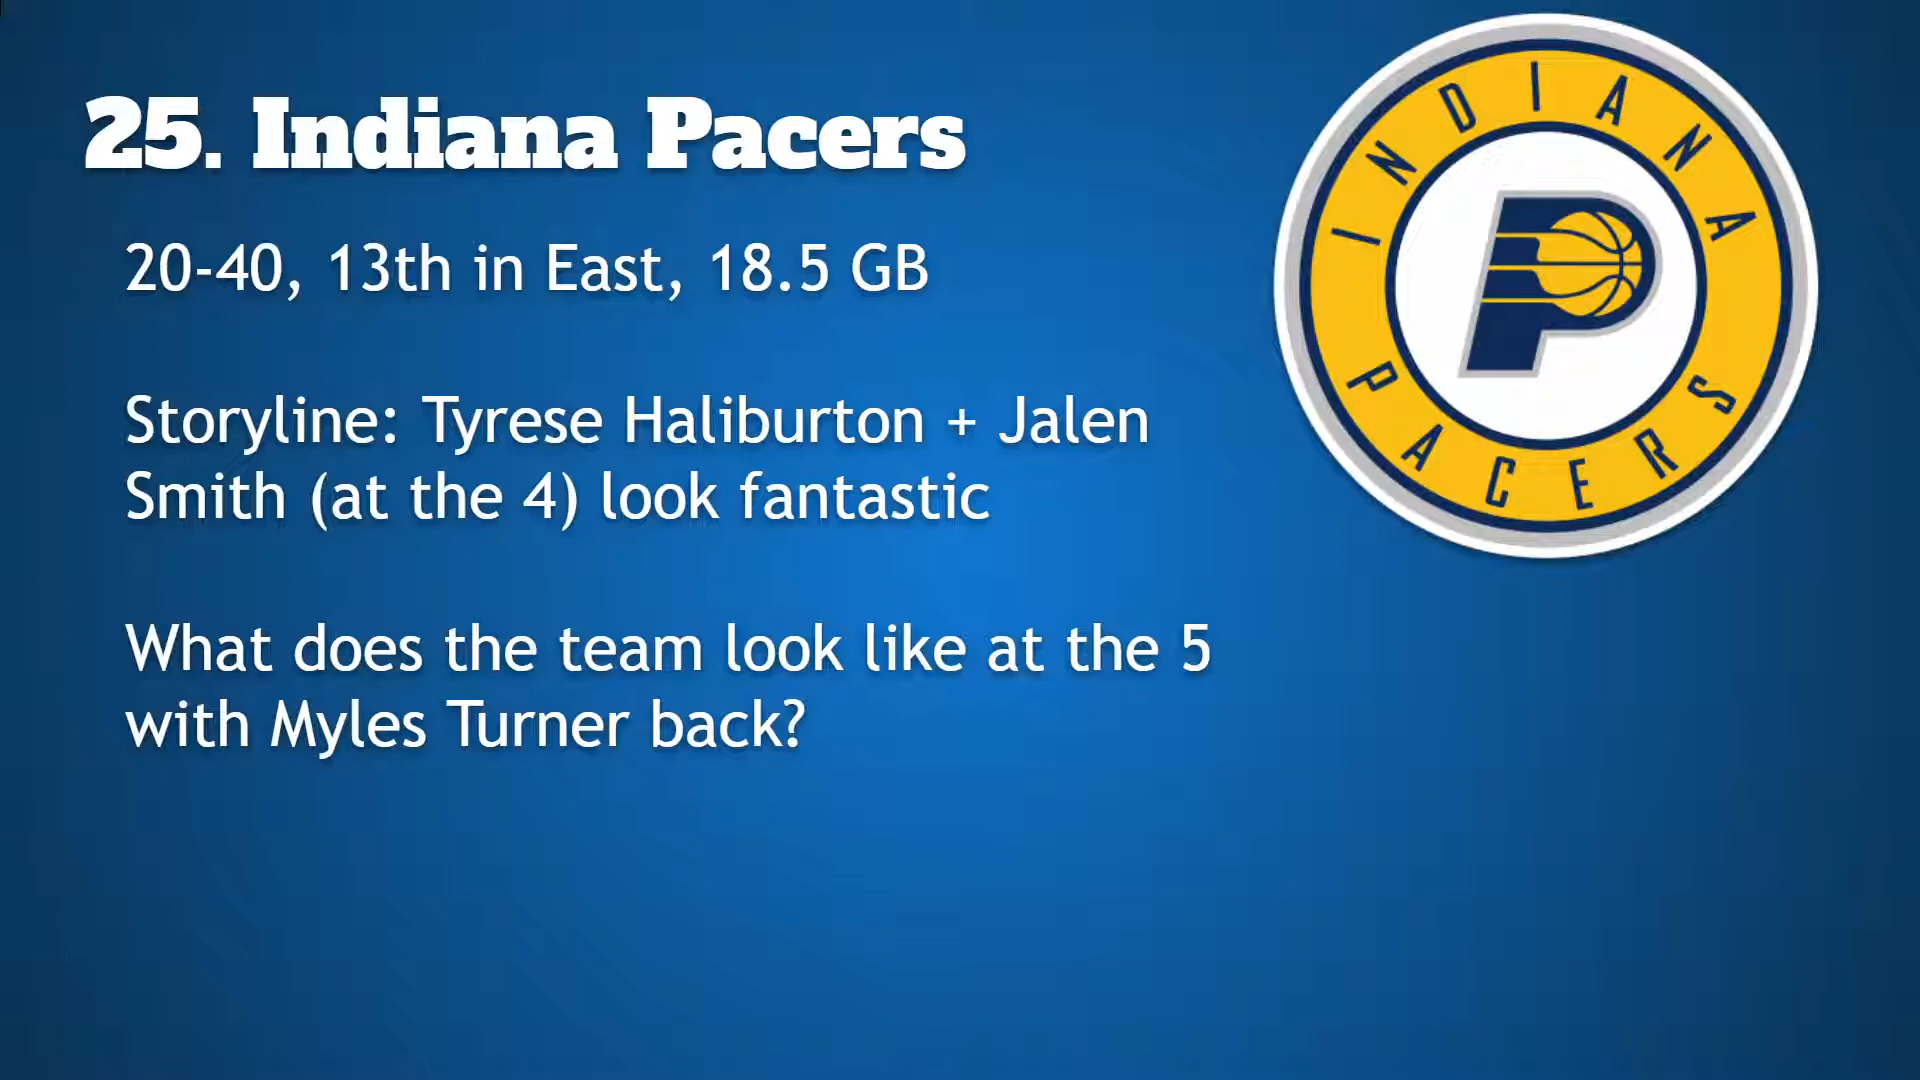 25. Indiana Pacers
20-40, 13th in East, 18.5 GB
Storyline: Tyrese Haliburton + Jalen
Smith (at the 4) look fantastic
What does the team look like at the 5
with Myles Turner back?
INDIANA
PACERS